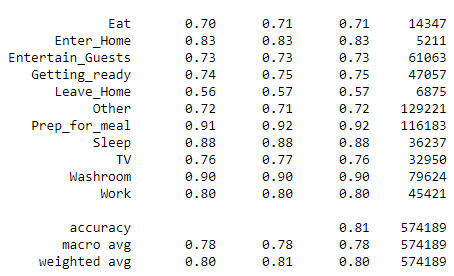 Eat 0.70 0.71 0.71 14347
Enter_Home 0.83 0.83 0.83 5211
Entertain_Guests 0.73 0.73 0.73 61063
Getting_ready 0.74 0.75 0.75 47057
Leave_Home 0.56 0.57 0.57 6875
Other 0.72 0.71 0.72 129221
Prep_for_meal 0.91 0.92 0.92 116183
Sleep 0.88 0.88 0.88 36237
TV 0.76 0.77 0.76 32950
Washroom 0.90 0.90 0.90 79624
Work 0.80 0.80 0.80 45421
accuracy 0.81 574189
macro avg 0.78 0.78 0.78 574189
weighted avg 0.80 0.81 0.80 574189